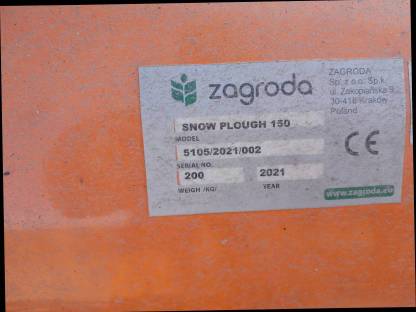 zagroda
ZAGRODA
Sp. z o.o. Sp.k.
ul. Zakopiańska 9
30-418 Kraków
Poland
SNOW PLOUGH 150
MODEL
5105/2021/002
SERIAL NO.
200
2021
WEIGH /KG/
YEAR
CE
www.zagroda.eu